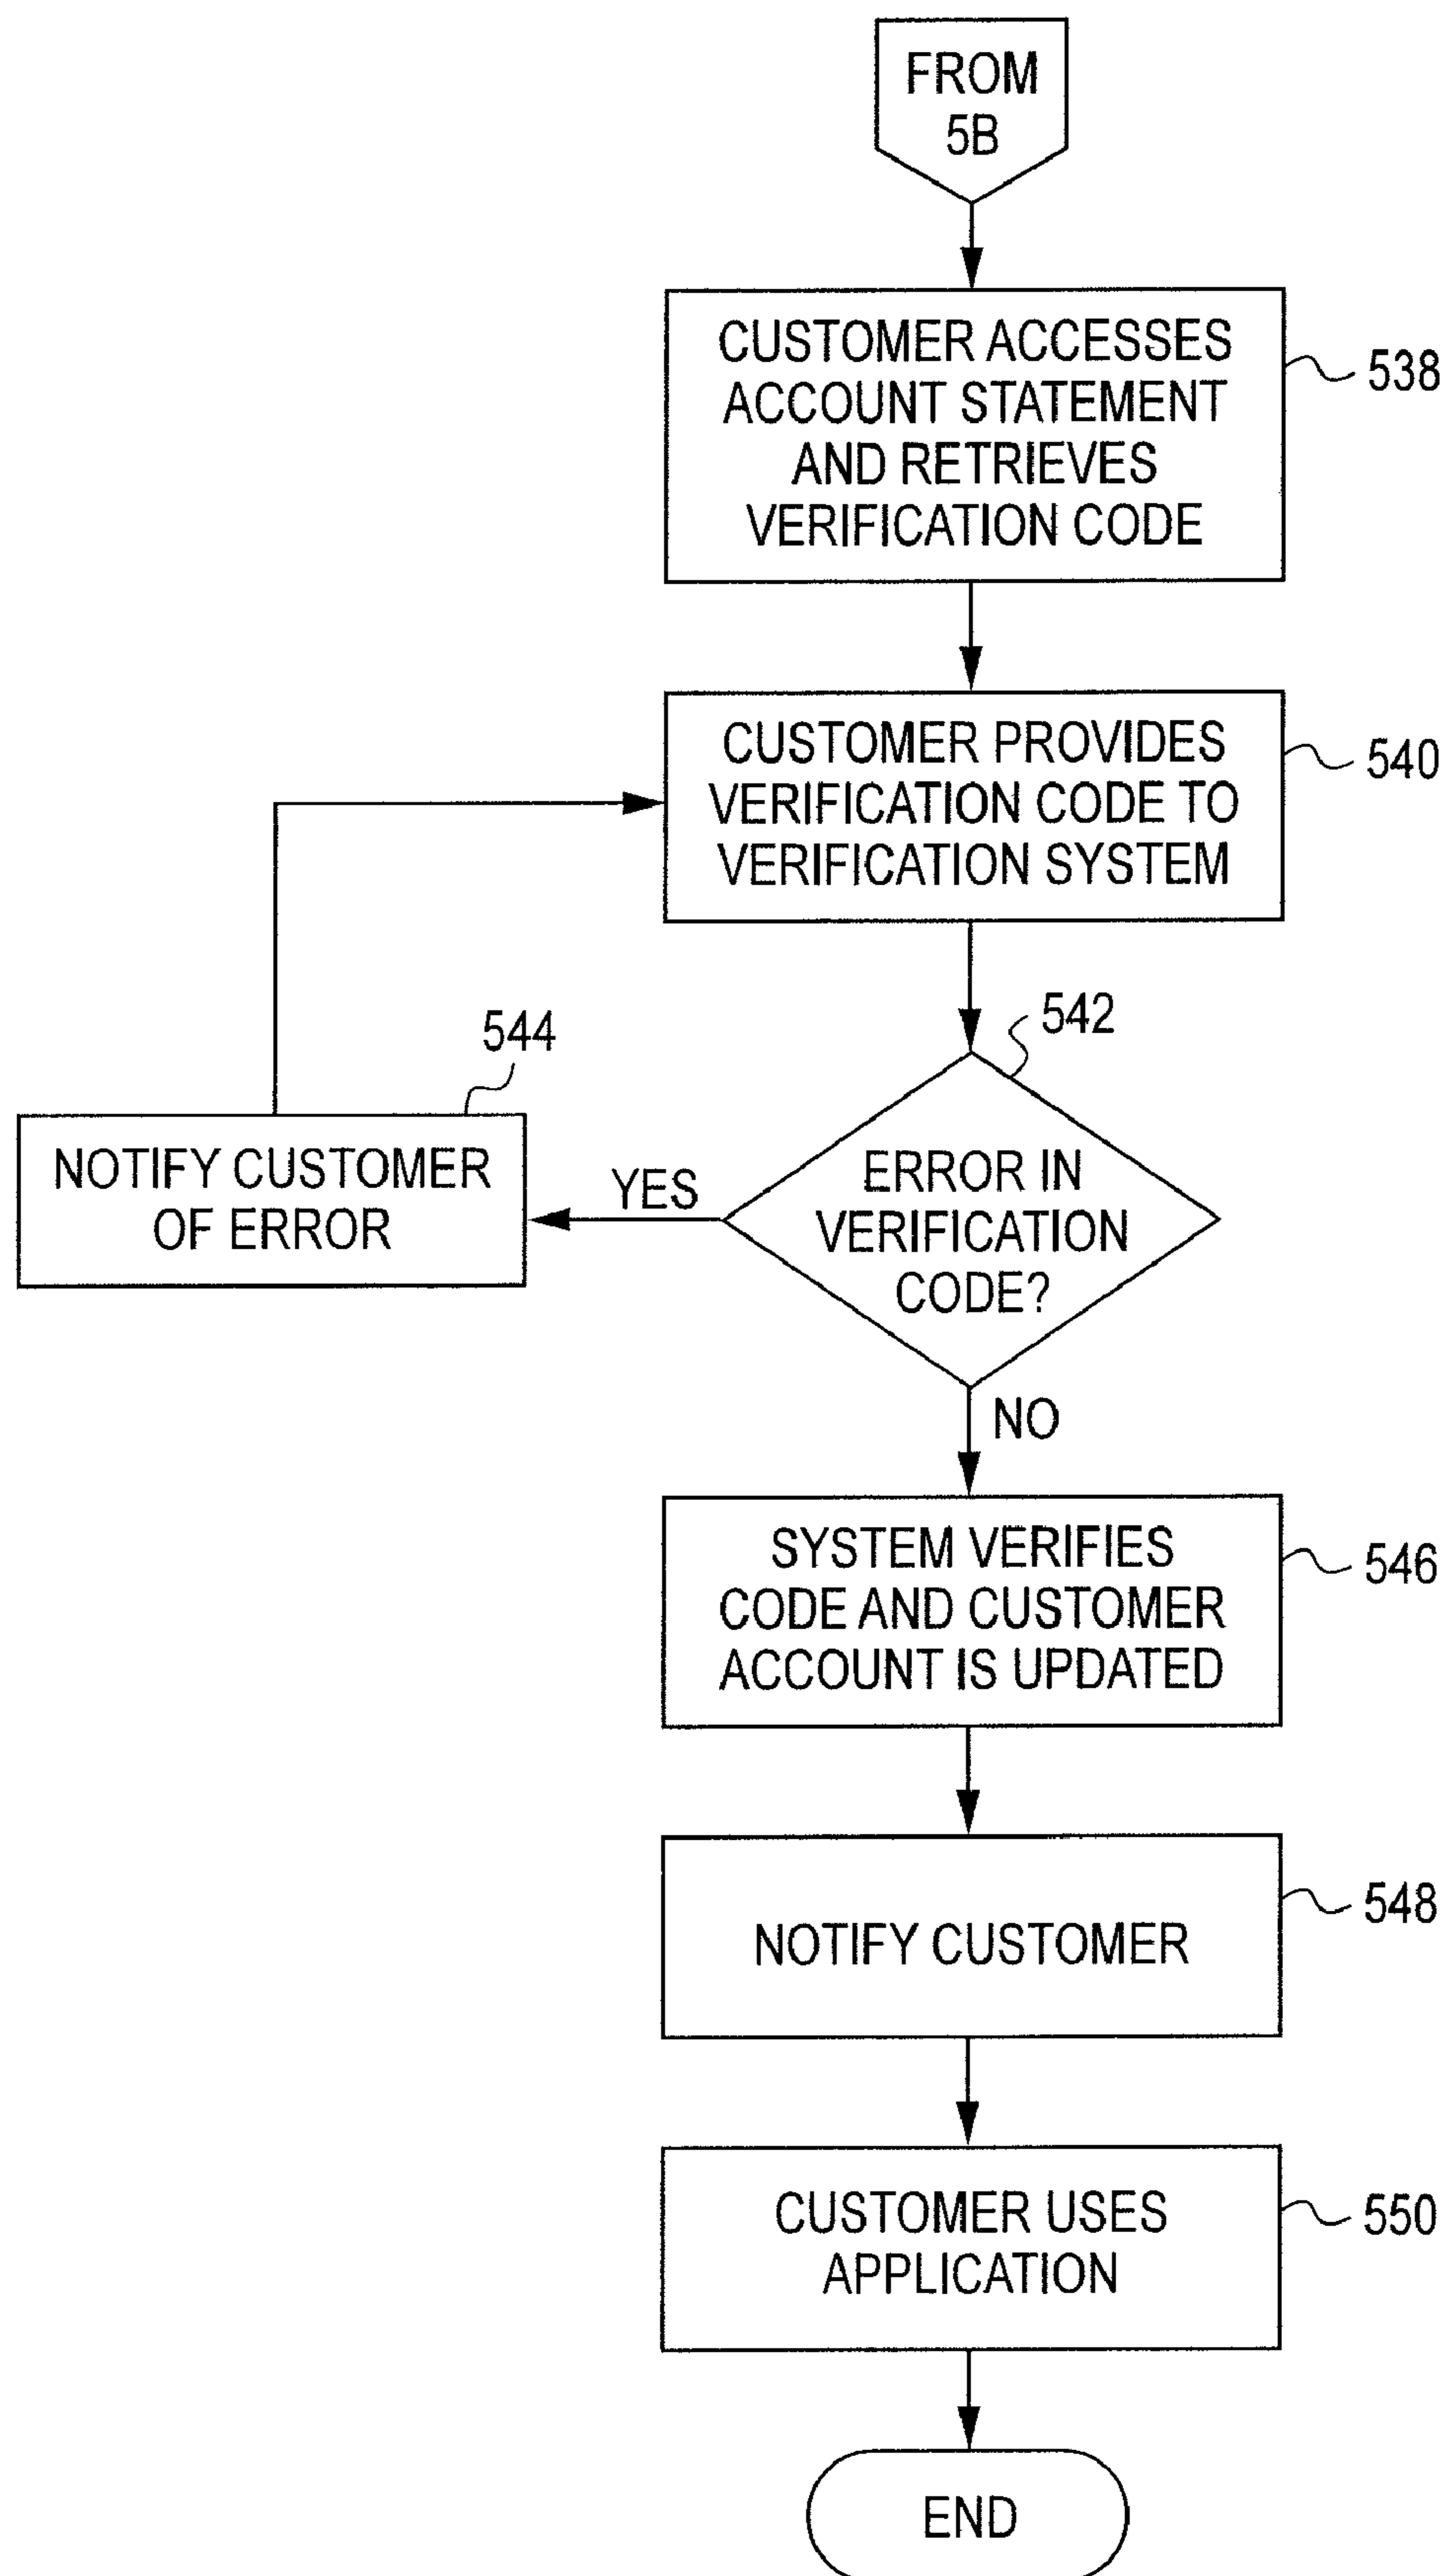 FROM
5B
CUSTOMER ACCESSES
ACCOUNT STATEMENT
AND RETRIEVES
VERIFICATION CODE
538
CUSTOMER PROVIDES
VERIFICATION CODE TO
VERIFICATION SYSTEM
540
542
544
NOTIFY CUSTOMER
OF ERROR
YES
ERROR IN
VERIFICATION
CODE?
NO
SYSTEM VERIFIES
CODE AND CUSTOMER
ACCOUNT IS UPDATED
546
NOTIFY CUSTOMER
548
CUSTOMER USES
APPLICATION
550
END